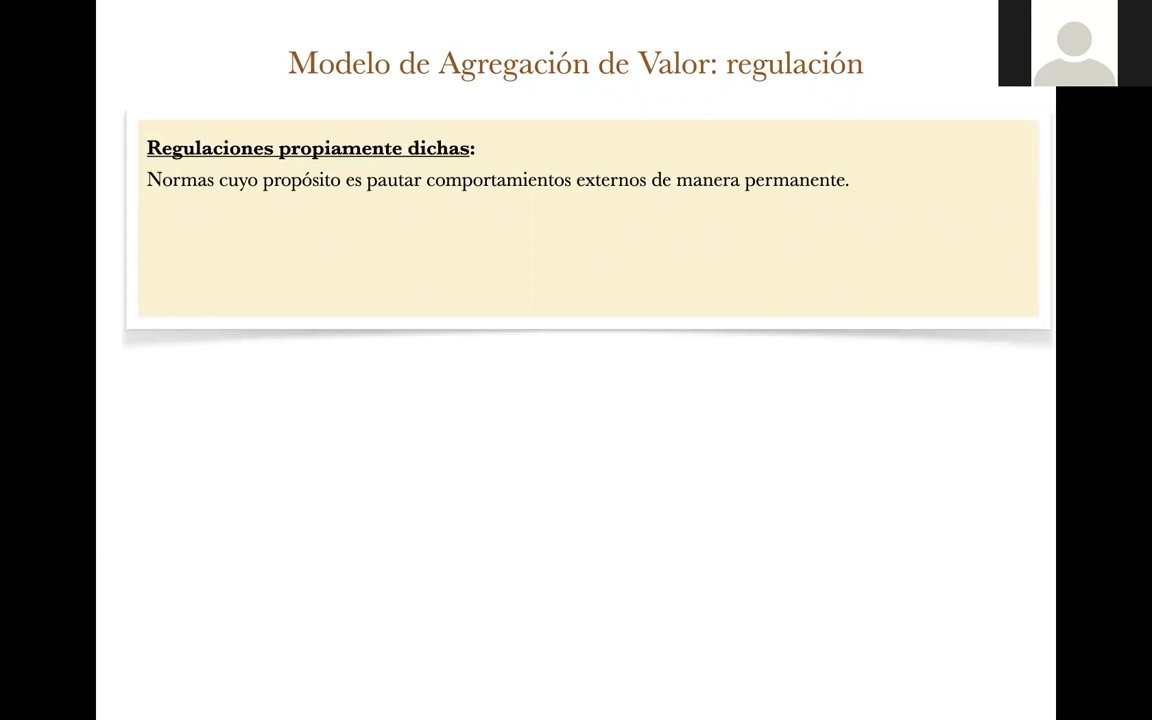 Modelo de Agregación de Valor: regulación
Regulaciones propiamente dichas:
Normas cuyo propósito es pautar comportamientos externos de manera permanente.